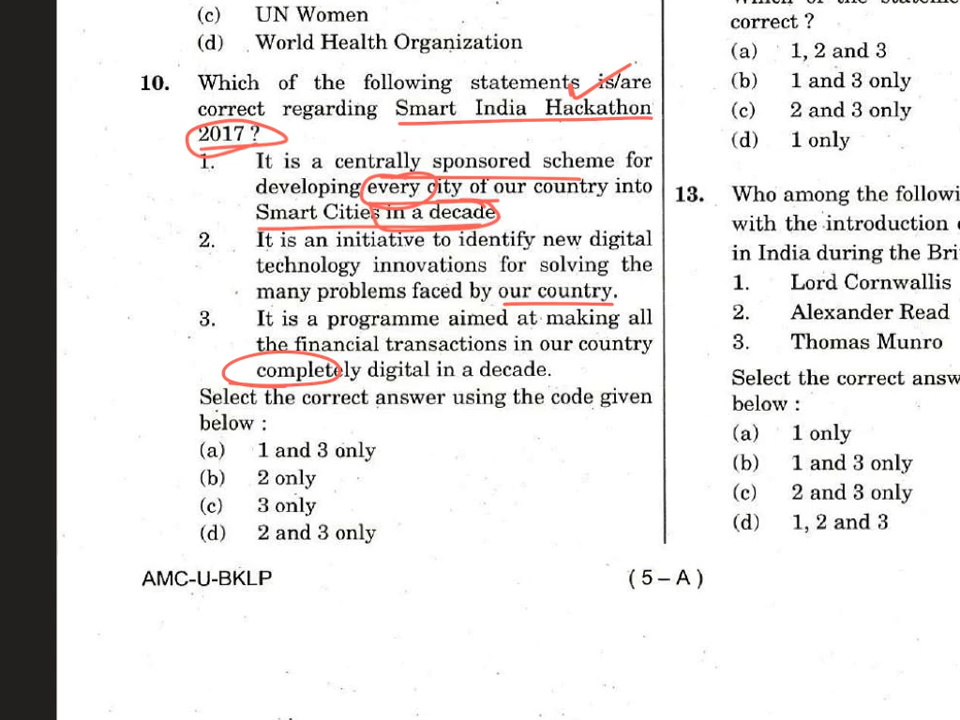 (c) UN Women
(d) World Health Organization
10. Which of the following statements is/are
correct regarding Smart India Hackathon
2017 ?
1. It is a centrally sponsored scheme for
developing every city of our country into
Smart Cities in a decade.
2. It is an initiative to identify new digital
technology innovations for solving the
many problems faced by our country.
3. It is a programme aimed at making all
the financial transactions in our country
completely digital in a decade.
Select the correct answer using the code given
below :
(a) 1 and 3 only
(b) 2 only
(c) 3 only
(d) 2 and 3 only
AMC-U-BKLP
( 5 – A )
correct ?
(a) 1, 2 and 3
(b) 1 and 3 only
(c) 2 and 3 only
(d) 1 only
13. Who among the followi
with the introduction
in India during the Bri
1. Lord Cornwallis
2. Alexander Read
3. Thomas Munro
Select the correct answ
below :
(a) 1 only
(b) 1 and 3 only
(c) 2 and 3 only
(d) 1, 2 and 3